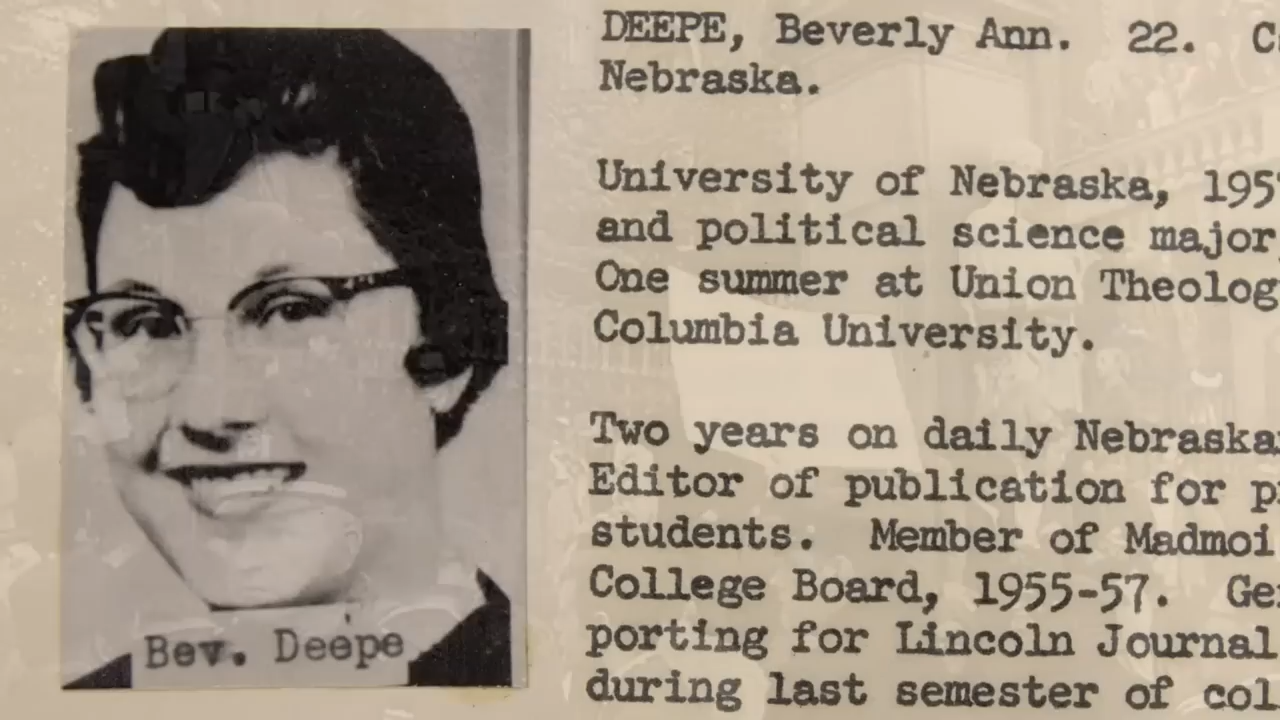 DEEPE, Beverly Ann. 22.
Nebraska.
University of Nebraska,
and political science major
One summer at Union
Columbia University.
Two years on daily
Editor of publication for
students. Member of
College Board, 1955-57.
porting for Lincoln Journal
during last semester of
Bev. Deepe